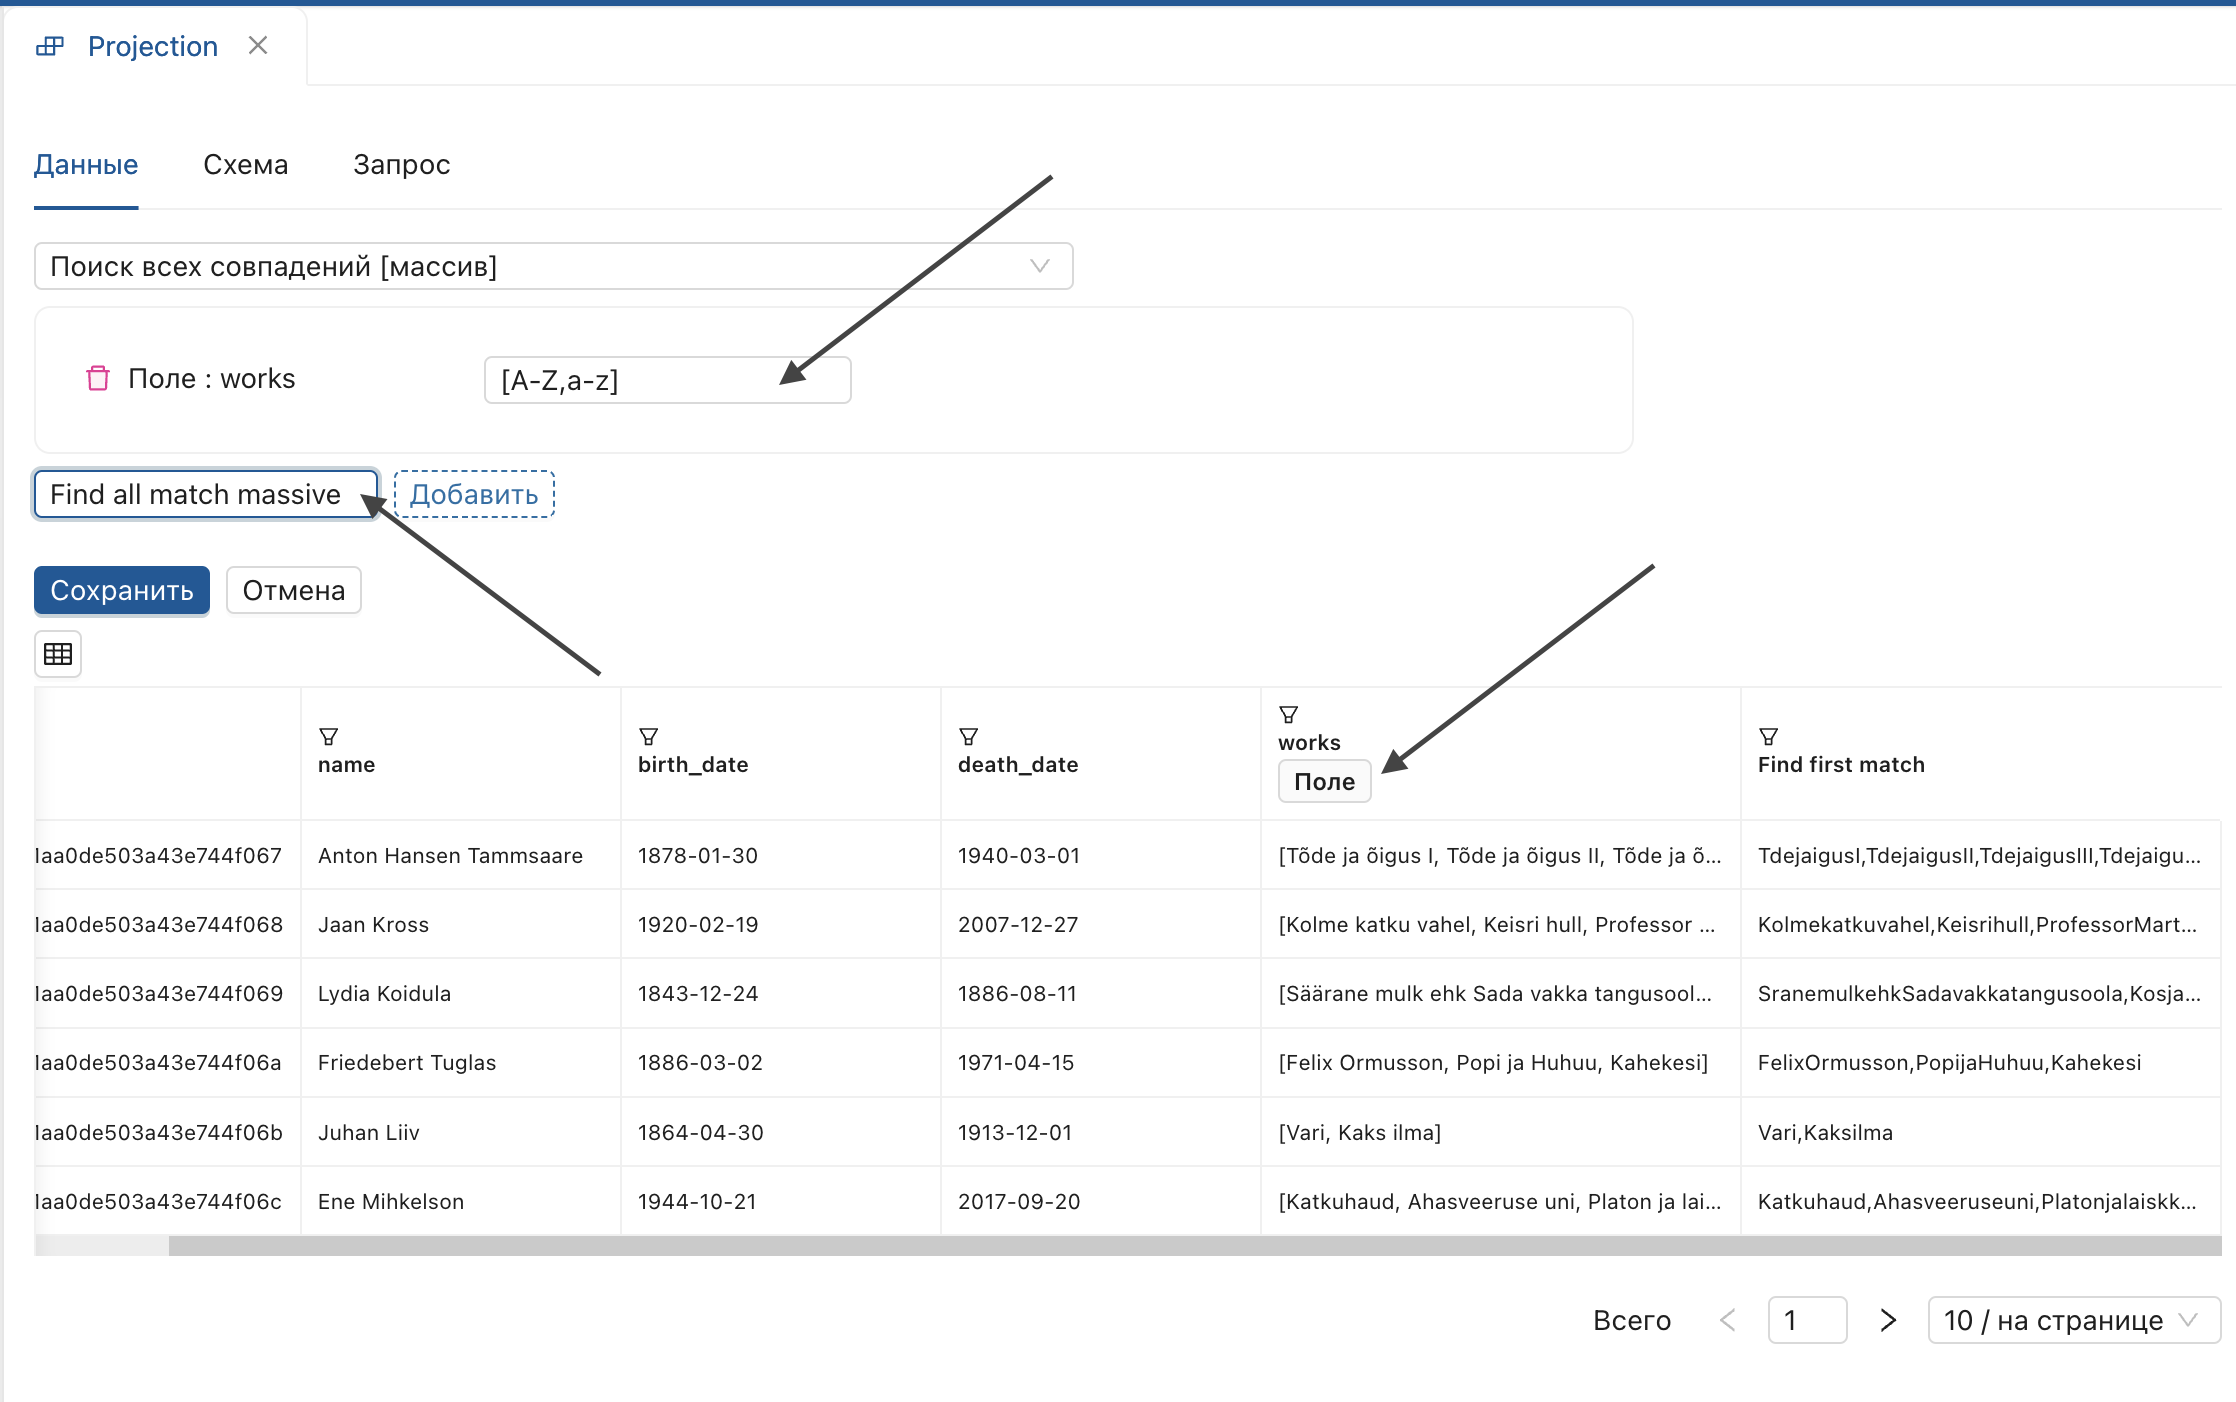 Projection
Данные Схема Запрос
Поиск всех совпадений [массив]
Поле : works [A-Z,a-z]
Find all match massive Добавить
Сохранить Отмена
name birth_date death_date works Find first match
Поле
1aa0de503a43e744f067 Anton Hansen Tammsaare 1878-01-30 1940-03-01 [Tõde ja õigus I, Tõde ja õigus II, Tõde ja õ... TdejaigusI,TdejaigusII,TdejaigusIII,Tdejaigu...
1aa0de503a43e744f068 Jaan Kross 1920-02-19 2007-12-27 [Kolme katku vahel, Keisri hull, Professor ... Kolmekatkuvahel,Keisrihull,ProfessorMart...
1aa0de503a43e744f069 Lydia Koidula 1843-12-24 1886-08-11 [Säärane mulk ehk Sada vakka tangusool... SranemulkehkSadavakkatangusoola,Kosja...
1aa0de503a43e744f06a Friedebert Tuglas 1886-03-02 1971-04-15 [Felix Ormusson, Popi ja Huhuu, Kahekesi] FelixOrmusson,PopijaHuhuu,Kahekesi
1aa0de503a43e744f06b Juhan Liiv 1864-04-30 1913-12-01 [Vari, Kaks ilma] Vari,Kaksilma
1aa0de503a43e744f06c Ene Mihkelson 1944-10-21 2017-09-20 [Katkuhaud, Ahasveeruse uni, Platon ja lai... Katkuhaud,Ahasveeruseuni,Platonjalaiskk...
Всего 1 10 / на странице